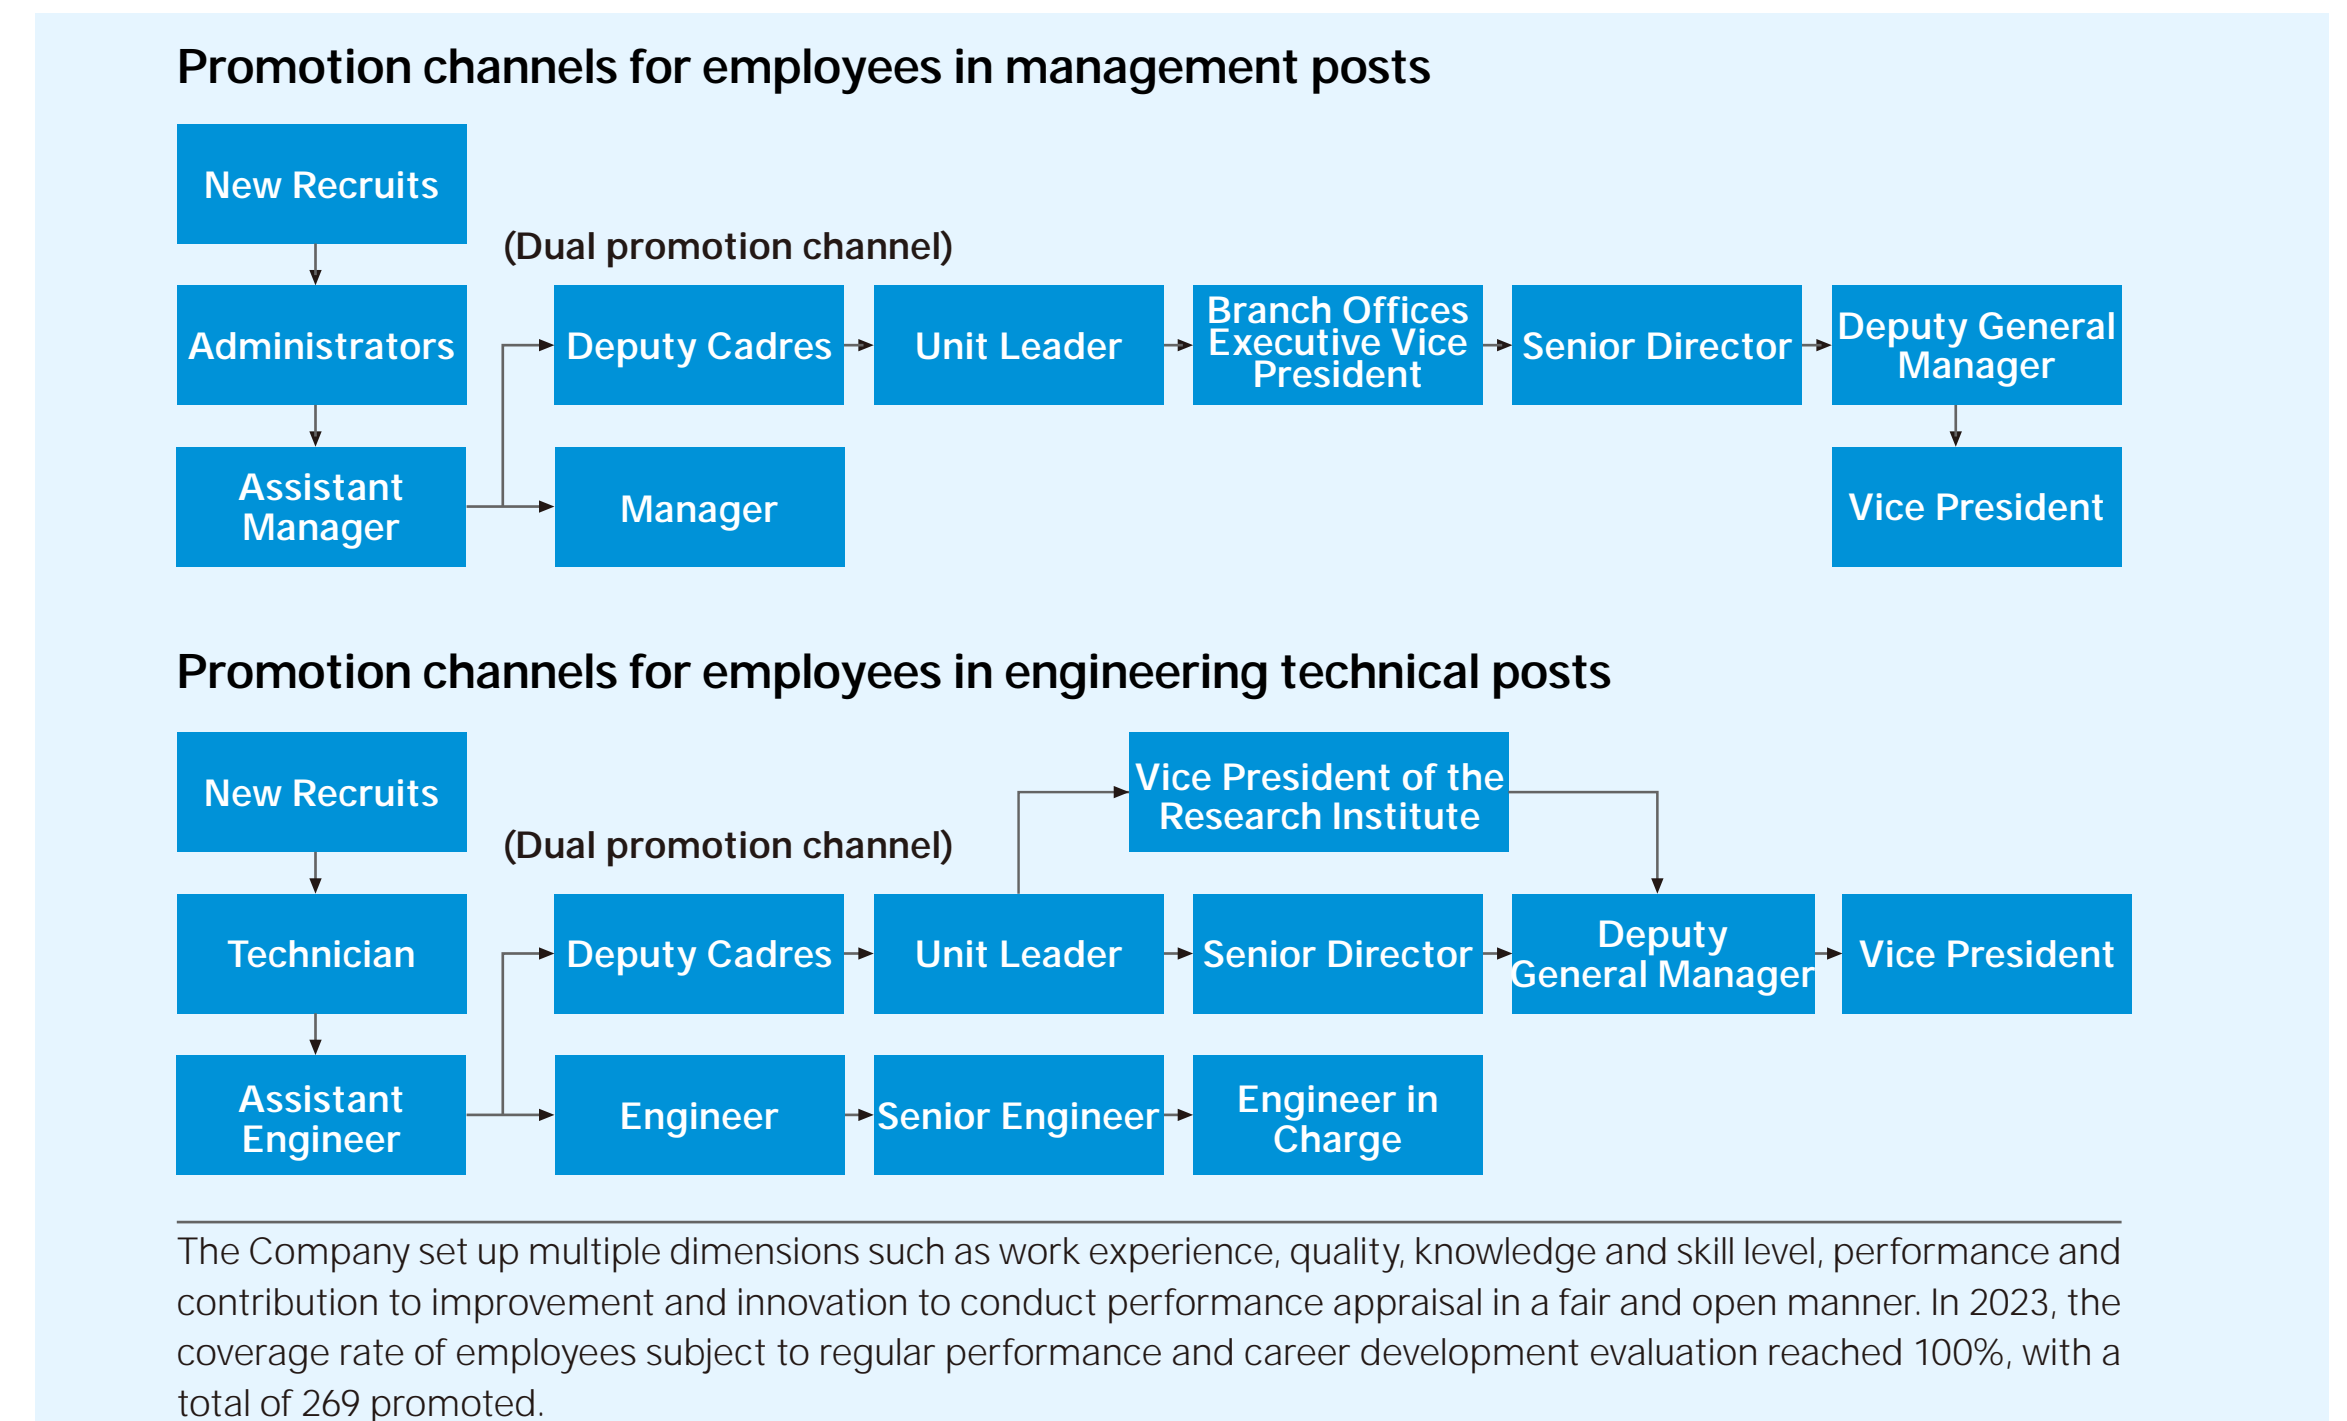 Promotion channels for employees in management posts
New Recruits
(Dual promotion channel)
Administrators
Deputy Cadres
Unit Leader
Branch Offices
Executive Vice
President
Senior Director
Deputy General
Manager
Assistant
Manager
Manager
Vice President
Promotion channels for employees in engineering technical posts
New Recruits
Vice President of the
Research Institute
(Dual promotion channel)
Technician
Deputy Cadres
Unit Leader
Senior Director
Deputy
General Manager
Vice President
Assistant
Engineer
Engineer
Senior Engineer
Engineer in
Charge
The Company set up multiple dimensions such as work experience, quality, knowledge and skill level, performance and
contribution to improvement and innovation to conduct performance appraisal in a fair and open manner. In 2023, the
coverage rate of employees subject to regular performance and career development evaluation reached 100%, with a
total of 269 promoted.